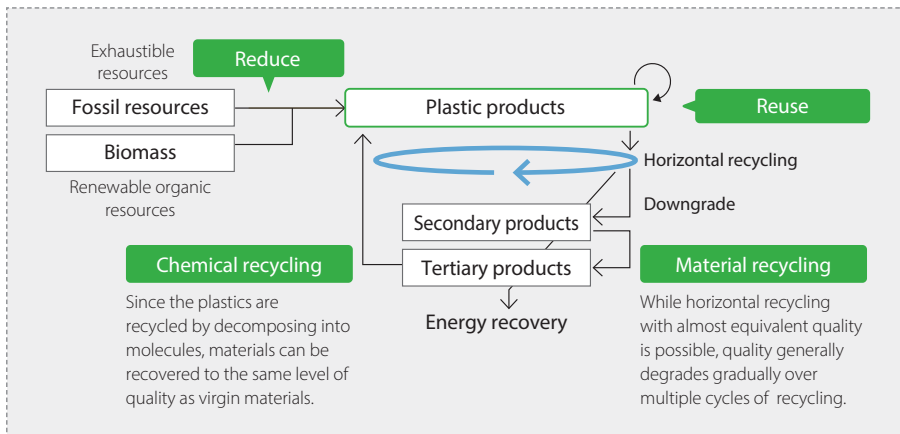 Exhaustible
resources
Reduce
Fossil resources
Plastic products
Reuse
Biomass
Renewable organic
resources
Horizontal recycling
Downgrade
Secondary products
Chemical recycling
Tertiary products
Material recycling
Since the plastics are
recycled by decomposing into
molecules, materials can be
recovered to the same level of
quality as virgin materials.
Energy recovery
While horizontal recycling
with almost equivalent quality
is possible, quality generally
degrades gradually over
multiple cycles of recycling.